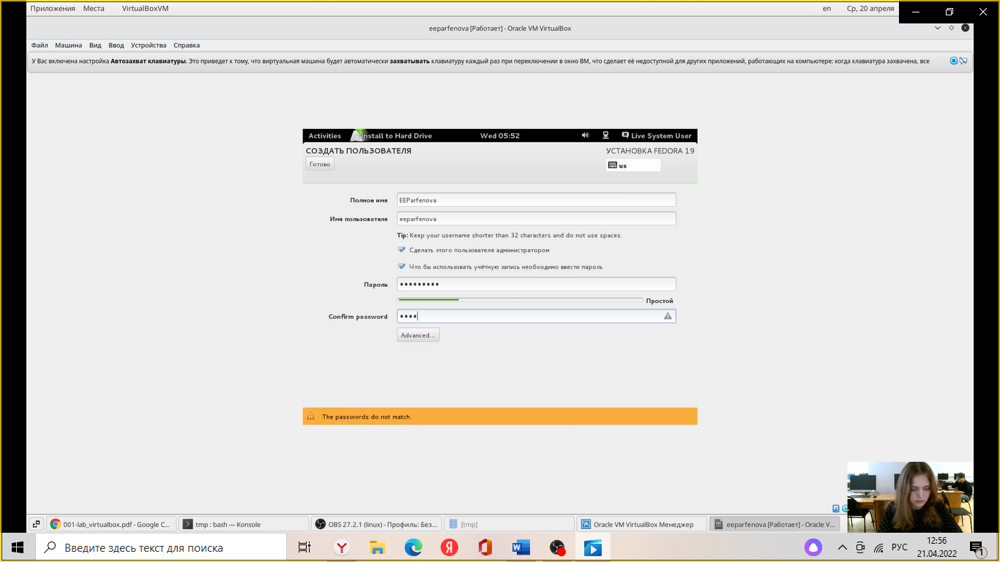 Приложения Места VirtualBoxVM en Ср, 20 апреля
eeparfenova [Работает] - Oracle VM VirtualBox
Файл Машина Вид Ввод Устройства Справка
У Вас включена настройка Автозахват клавиатуры. Это приведет к тому, что виртуальная машина будет автоматически захватывать клавиатуру каждый раз при переключении в окно ВМ, что сделает её недоступной для других приложений, работающих на компьютере: когда клавиатура захвачена, все
Activities Install to Hard Drive Wed 05:52 Live System User
СОЗДАТЬ ПОЛЬЗОВАТЕЛЯ УСТАНОВКА FEDORA 19
Готово us
Полное имя EEParfenova
Имя пользователя eeparfenova
Tip: Keep your username shorter than 32 characters and do not use spaces.
Сделать этого пользователя администратором
Что бы использовать учётную запись необходимо ввести пароль
Пароль •••••••••
Простой
Confirm password ••••
Advanced...
The passwords do not match.
001-lab_virtualbox.pdf - Google C... tmp : bash — Konsole OBS 27.2.1 (linux) - Профиль: Без... [tmp] Oracle VM VirtualBox Менеджер eeparfenova [Работает] - Oracle V...
Введите здесь текст для поиска РУС 12:56
21.04.2022 1